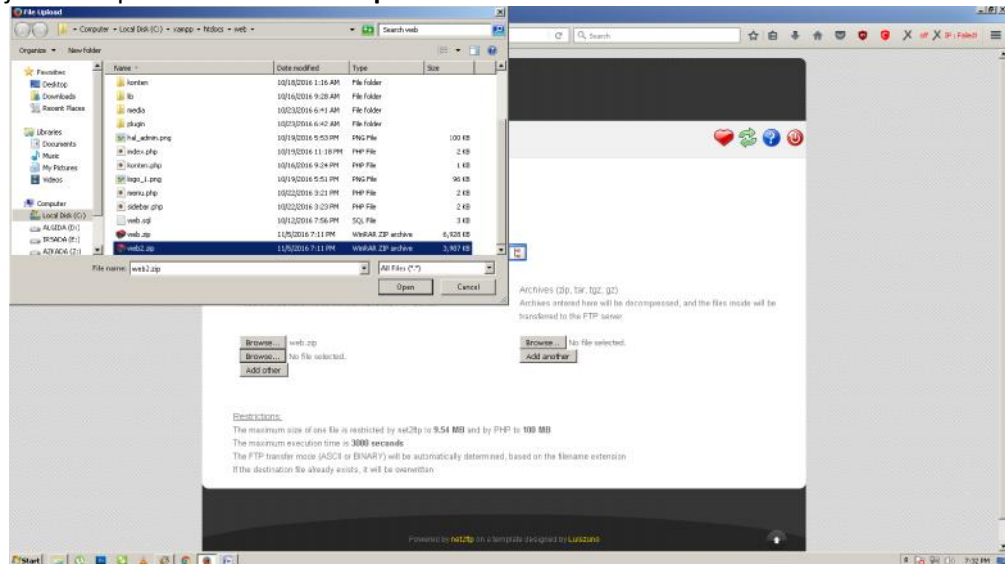 File Upload
Computer - Local Disk (C:) - xampp - htdocs - web
Search web
Search
off
IP : Failed!
Organize
New folder
Name
Date modified
Type
Size
Favorites
Desktop
Downloads
Recent Places
Libraries
Documents
Music
My Pictures
Videos
Computer
Local Disk (C:)
ALGIDA (D:)
IRSADA (E:)
AZKADA (Z:)
konten 10/18/2016 1:16 AM File folder
lib 10/16/2016 9:28 AM File folder
media 10/23/2016 6:41 AM File folder
plugin 10/23/2016 6:42 AM File folder
hal_admin.png 10/19/2016 5:53 PM PNG File 100 KB
index.php 10/19/2016 11:18 PM PHP File 2 KB
konten.php 10/16/2016 9:24 PM PHP File 1 KB
logo_1.png 10/19/2016 5:51 PM PNG File 96 KB
menu.php 10/22/2016 3:21 PM PHP File 2 KB
sidebar.php 10/22/2016 3:23 PM PHP File 2 KB
web.sql 10/12/2016 7:56 PM SQL File 3 KB
web.zip 11/5/2016 7:11 PM WinRAR ZIP archive 6,928 KB
web2.zip 11/5/2016 7:11 PM WinRAR ZIP archive 3,987 KB
File name: web2.zip
All Files (*.*)
Open
Cancel
Archives (zip, tar, tgz, gz)
Archives entered here will be decompressed, and the files inside will be
transferred to the FTP server
Browse... web.zip
Browse... No file selected.
Add other
Browse... No file selected.
Add another
Restrictions:
The maximum size of one file is restricted by net2ftp to 9.54 MB and by PHP to 100 MB
The maximum execution time is 3000 seconds
The FTP transfer mode (ASCII or BINARY) will be automatically determined, based on the filename extension
If the destination file already exists, it will be overwritten
Powered by net2ftp on a template designed by Luiszuno
Start
7:32 PM